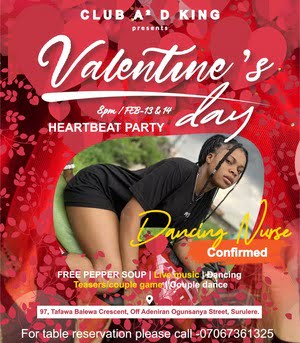 CLUB A² D KING
presents
Valentine's
day
8pm / FEB-13 & 14
HEARTBEAT PARTY
Dancing Nurse
Confirmed
FREE PEPPER SOUP | Live music | Dancing
Teasers/couple game | Couple dance
97, Tafawa Balewa Crescent, Off Adeniran Ogunsanya Street, Surulere.
For table reservation please call -07067361325